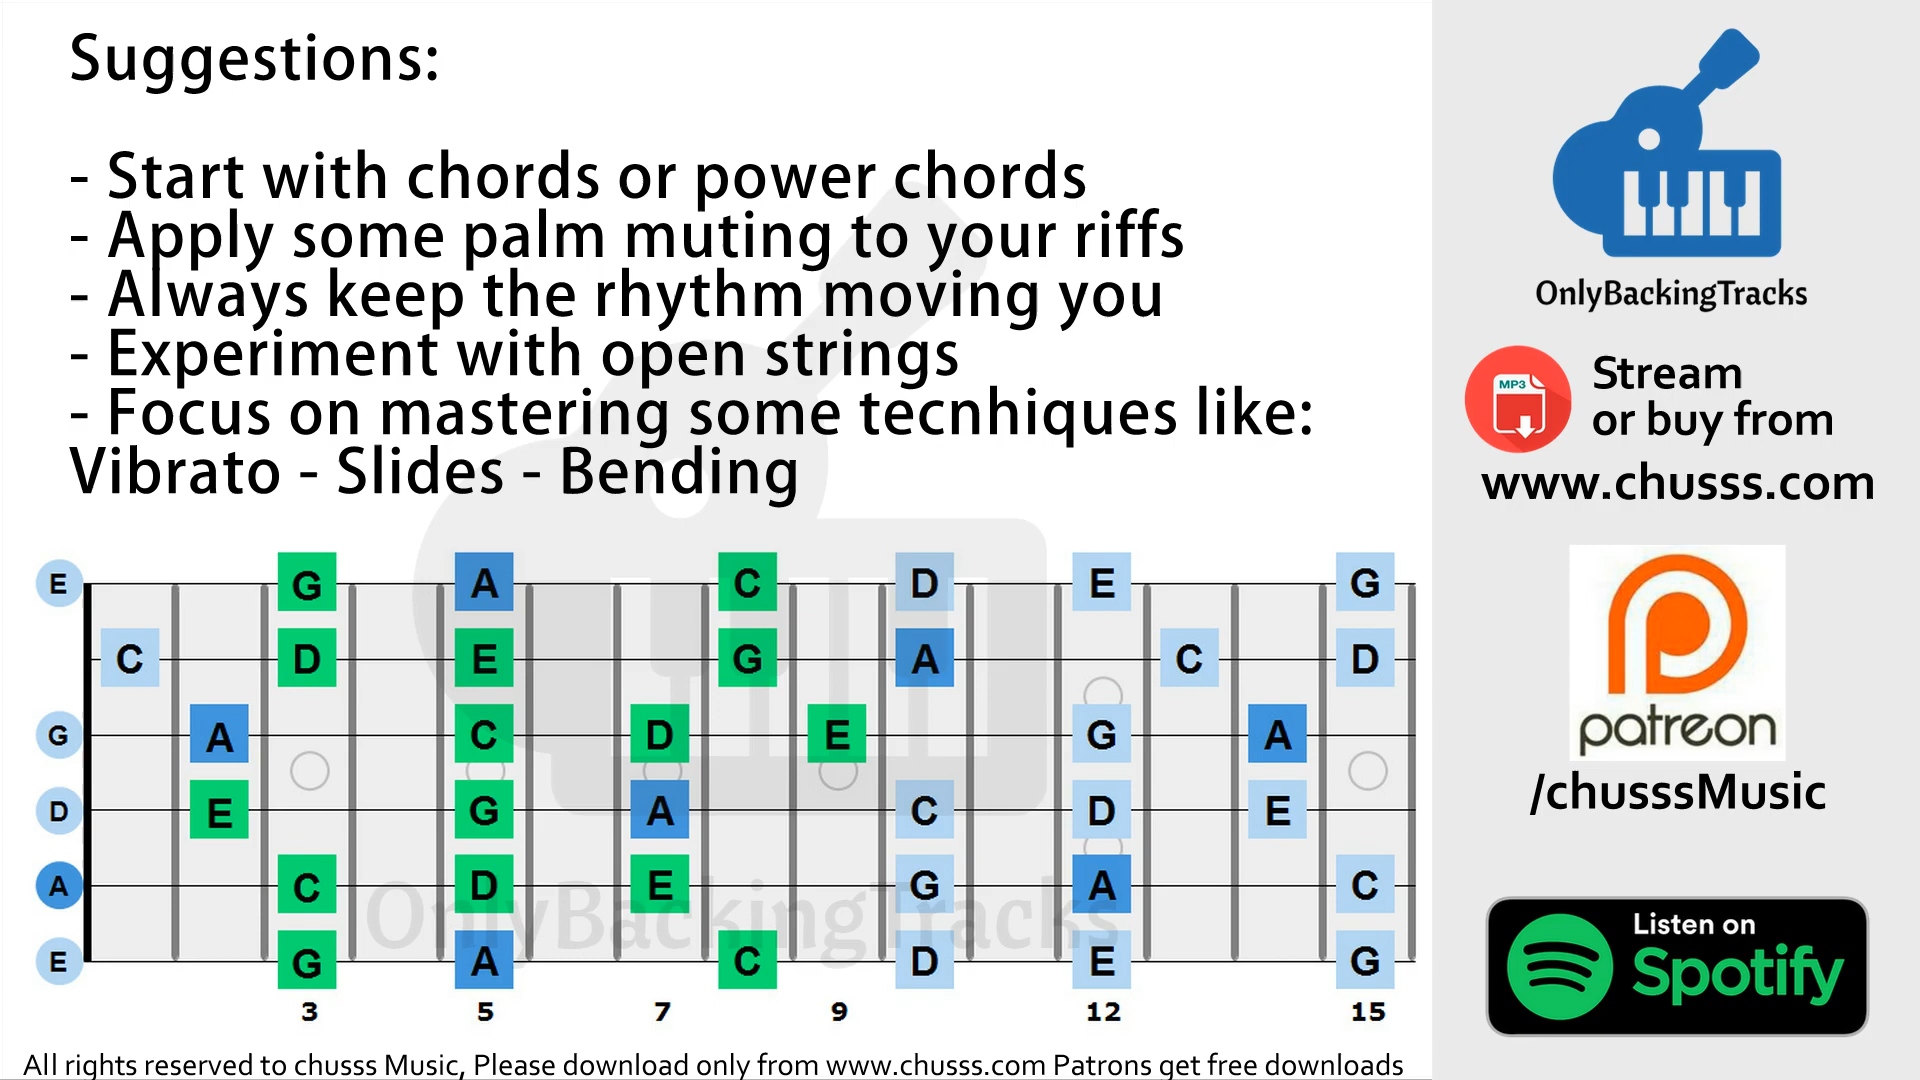 Suggestions:
- Start with chords or power chords
- Apply some palm muting to your riffs
- Always keep the rhythm moving you
- Experiment with open strings
- Focus on mastering some tecnhiques like:
Vibrato - Slides - Bending
OnlyBackingTracks
MP3
Stream
or buy from
www.chusss.com
patreon
/chusssMusic
Listen on
Spotify
E G A C D E G
C D E G A C D
G A C D E G A
D E G A C D E
A C D E G A C
E G A C D E G
OnlyBackingTracks
3 5 7 9 12 15
All rights reserved to chusss Music, Please download only from www.chusss.com Patrons get free downloads